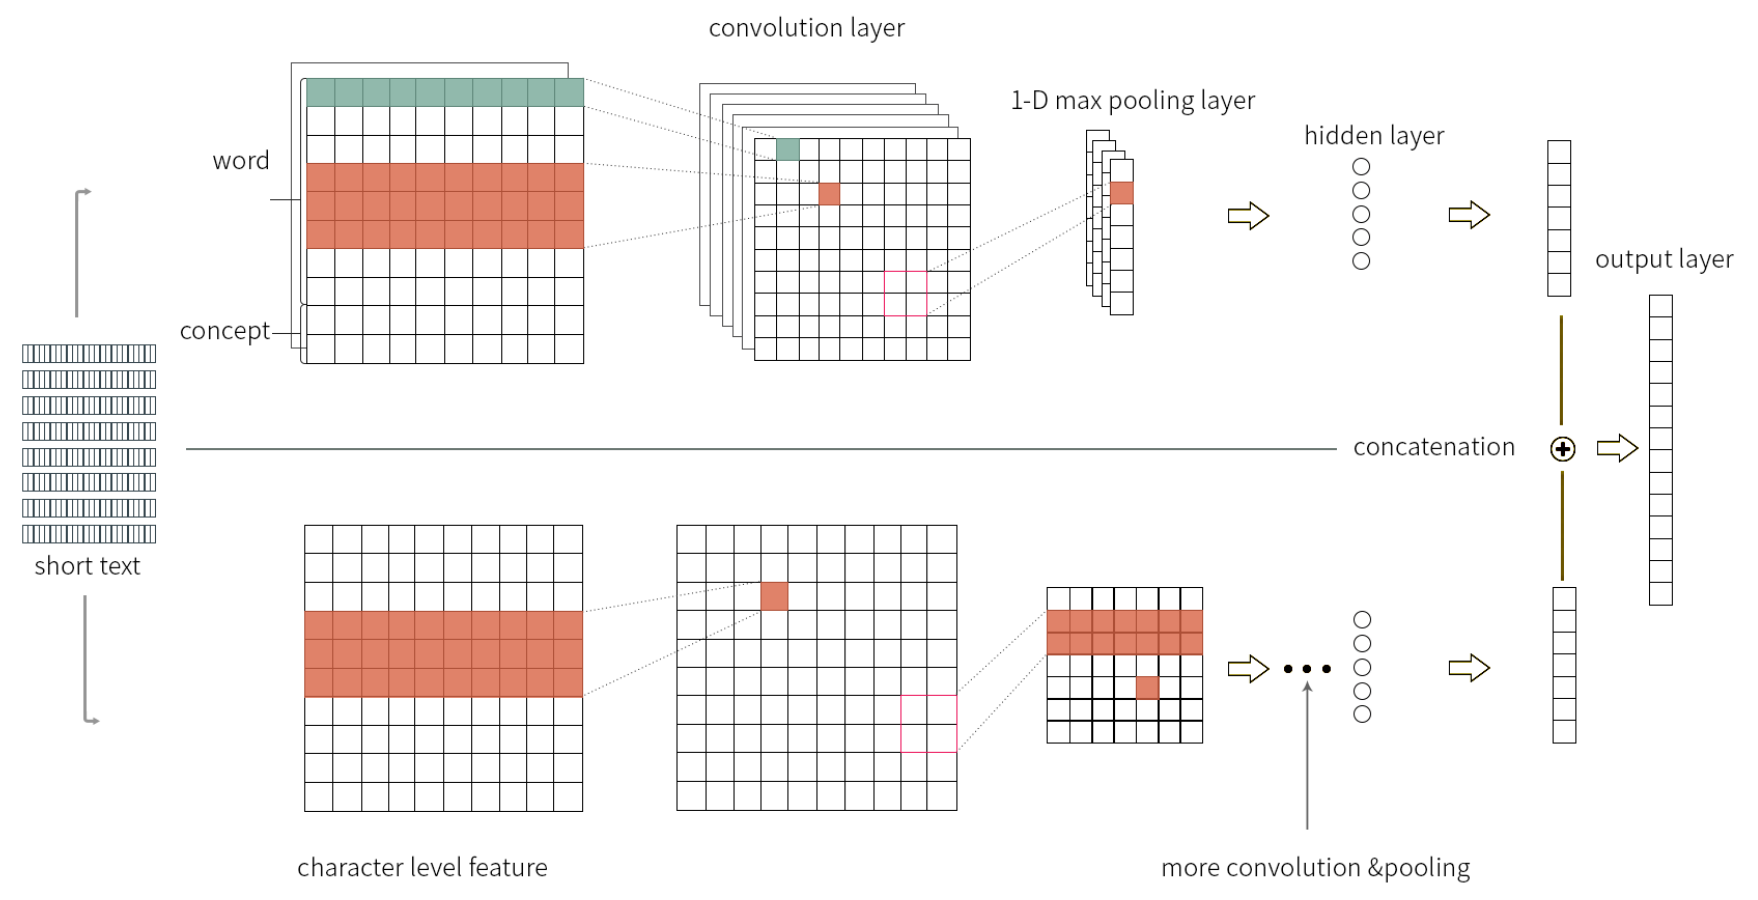 convolution layer
1-D max pooling layer
hidden layer
word
output layer
concept
concatenation
short text
character level feature
more convolution &pooling